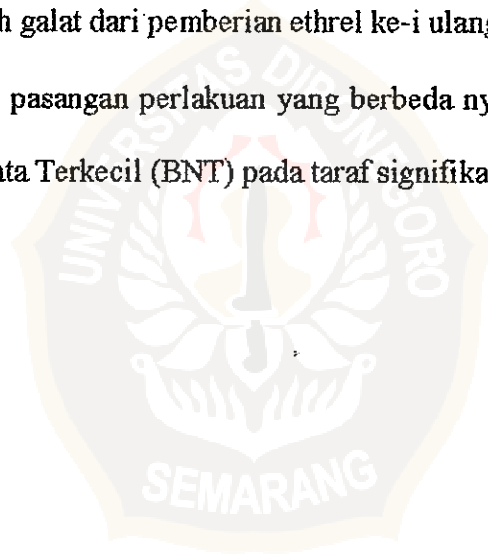 h galat dari pemberian ethrel ke-i ulang
pasangan perlakuan yang berbeda ny
ata Terkecil (BNT) pada taraf signifika
UNIVERSITAS DIPONEGORO
SEMARANG